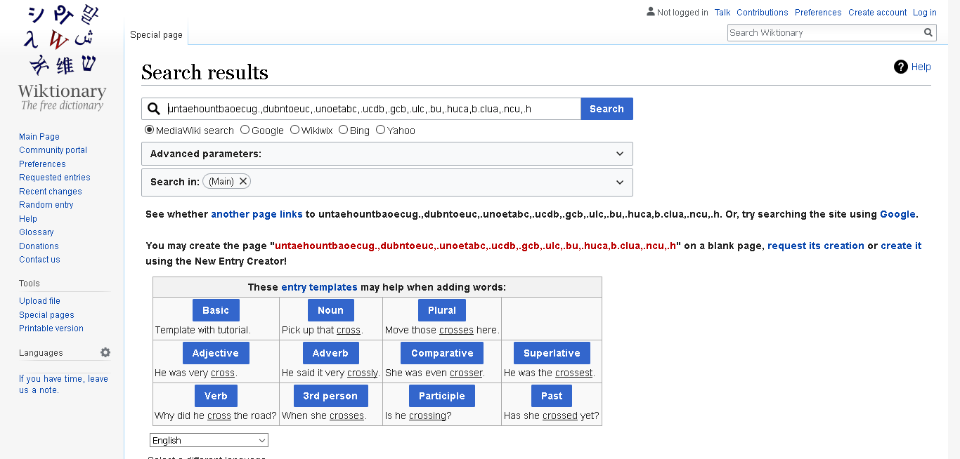 Not logged in Talk Contributions Preferences Create account Log in
Special page
Search Wiktionary
Wiktionary
The free dictionary
Search results
Help
untaehountbaoecug.,dubntoeuc,.unoetabc,.ucdb,.gcb,.ulc,.bu,.huca,b.clua,.ncu,.h
Search
MediaWiki search Google Wikiwix Bing Yahoo
Advanced parameters:
Search in: (Main)
Main Page
Community portal
Preferences
Requested entries
Recent changes
Random entry
Help
Glossary
Donations
Contact us
Tools
Upload file
Special pages
Printable version
Languages
If you have time, leave
us a note.
See whether another page links to untaehountbaoecug.,dubntoeuc,.unoetabc,.ucdb,.gcb,.ulc,.bu,.huca,b.clua,.ncu,.h. Or, try searching the site using Google.
You may create the page "untaehountbaoecug.,dubntoeuc,.unoetabc,.ucdb,.gcb,.ulc,.bu,.huca,b.clua,.ncu,.h" on a blank page, request its creation or create it
using the New Entry Creator!
These entry templates may help when adding words:
Basic Noun Plural
Template with tutorial. Pick up that cross. Move those crosses here.
Adjective Adverb Comparative Superlative
He was very cross. He said it very crossly. She was even crosser. He was the crossest.
Verb 3rd person Participle Past
Why did he cross the road? When she crosses. Is he crossing? Has she crossed yet?
English